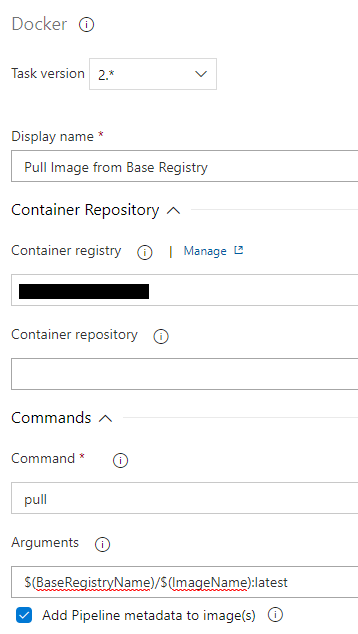 Docker
Task version 2.*
Display name *
Pull Image from Base Registry
Container Repository
Container registry | Manage
Container repository
Commands
Command *
pull
Arguments
$(BaseRegistryName)/$(ImageName):latest
Add Pipeline metadata to image(s)